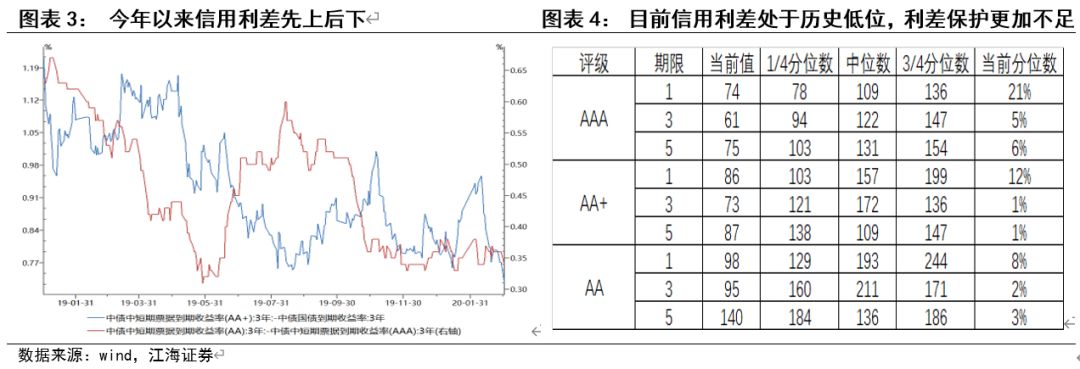 图表 3： 今年以来信用利差先上后下
% %
1.19 0.65
1.12 0.60
1.05 0.55
0.98 0.50
0.91 0.45
0.84 0.40
0.77 0.35
0.30
19-01-31 19-03-31 19-05-31 19-07-31 19-09-30 19-11-30 20-01-31
中债中短期票据到期收益率(AA+):3年:-中债国债到期收益率:3年
中债中短期票据到期收益率(AA):3年:-中债中短期票据到期收益率(AAA):3年(右轴)
图表 4： 目前信用利差处于历史低位，利差保护更加不足
评级 期限 当前值 1/4分位数 中位数 3/4分位数 当前分位数
AAA 1 74 78 109 136 21%
3 61 94 122 147 5%
5 75 103 131 154 6%
AA+ 1 86 103 157 199 12%
3 73 121 172 136 1%
5 87 138 109 147 1%
AA 1 98 129 193 244 8%
3 95 160 211 171 2%
5 140 184 136 186 3%
数据来源：wind，江海证券